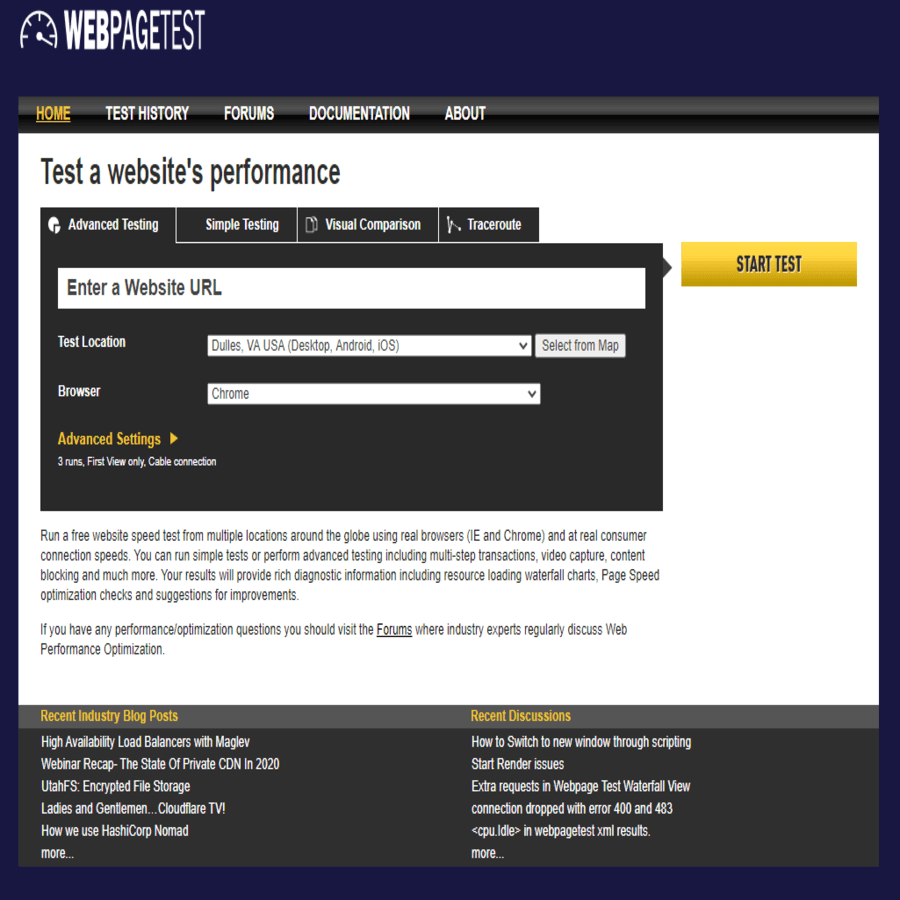 WEBPAGETEST
HOME TEST HISTORY FORUMS DOCUMENTATION ABOUT
Test a website's performance
Advanced Testing Simple Testing Visual Comparison Traceroute
START TEST
Enter a Website URL
Test Location Dulles, VA USA (Desktop, Android, iOS) Select from Map
Browser Chrome
Advanced Settings
3 runs, First View only, Cable connection
Run a free website speed test from multiple locations around the globe using real browsers (IE and Chrome) and at real consumer
connection speeds. You can run simple tests or perform advanced testing including multi-step transactions, video capture, content
blocking and much more. Your results will provide rich diagnostic information including resource loading waterfall charts, Page Speed
optimization checks and suggestions for improvements.
If you have any performance/optimization questions you should visit the Forums where industry experts regularly discuss Web
Performance Optimization.
Recent Industry Blog Posts
High Availability Load Balancers with Maglev
Webinar Recap- The State Of Private CDN In 2020
UtahFS: Encrypted File Storage
Ladies and Gentlemen…Cloudflare TV!
How we use HashiCorp Nomad
more...
Recent Discussions
How to Switch to new window through scripting
Start Render issues
Extra requests in Webpage Test Waterfall View
connection dropped with error 400 and 483
<cpu.Idle> in webpagetest xml results.
more...